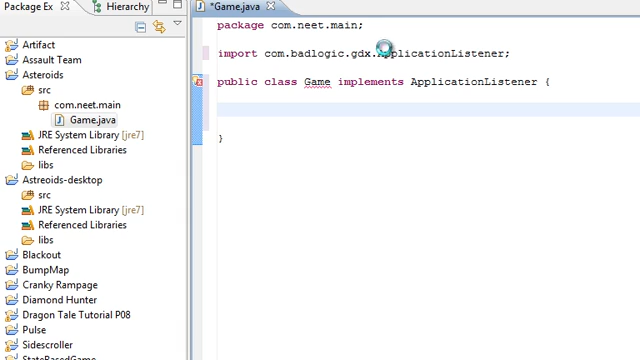 Package Ex
Hierarchy
*Game.java
Artifact
Assault Team
Asteroids
src
com.neet.main
Game.java
JRE System Library [jre7]
Referenced Libraries
libs
Astreoids-desktop
src
JRE System Library [jre7]
Referenced Libraries
libs
Blackout
BumpMap
Cranky Rampage
Diamond Hunter
Dragon Tale Tutorial P08
Pulse
Sidescroller
StateBasedGame
package com.neet.main;
import com.badlogic.gdx.ApplicationListener;
public class Game implements ApplicationListener {
}